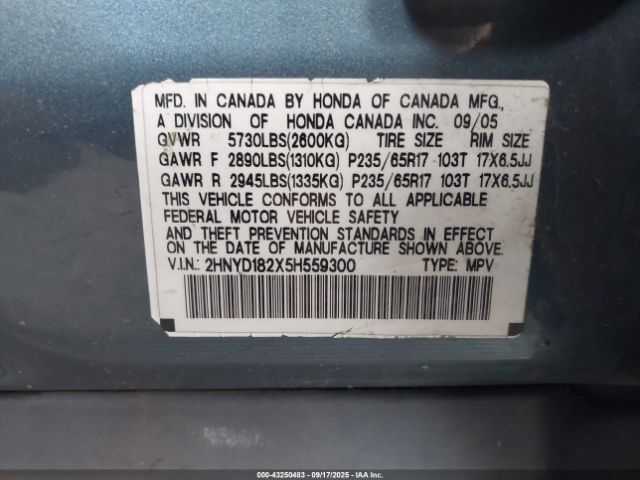 MFD. IN CANADA BY HONDA OF CANADA MFG.,
A DIVISION OF HONDA CANADA INC. 09/05
GVWR 5730LBS(2600KG) TIRE SIZE RIM SIZE
GAWR F 2890LBS(1310KG) P235/65R17 103T 17X6.5JJ
GAWR R 2945LBS(1335KG) P235/65R17 103T 17X6.5JJ
THIS VEHICLE CONFORMS TO ALL APPLICABLE
FEDERAL MOTOR VEHICLE SAFETY
AND THEFT PREVENTION STANDARDS IN EFFECT
ON THE DATE OF MANUFACTURE SHOWN ABOVE.
V.I.N.: 2HNYD182X5H559300 TYPE: MPV
000-43250483 - 09/17/2025 - IAAI Inc.